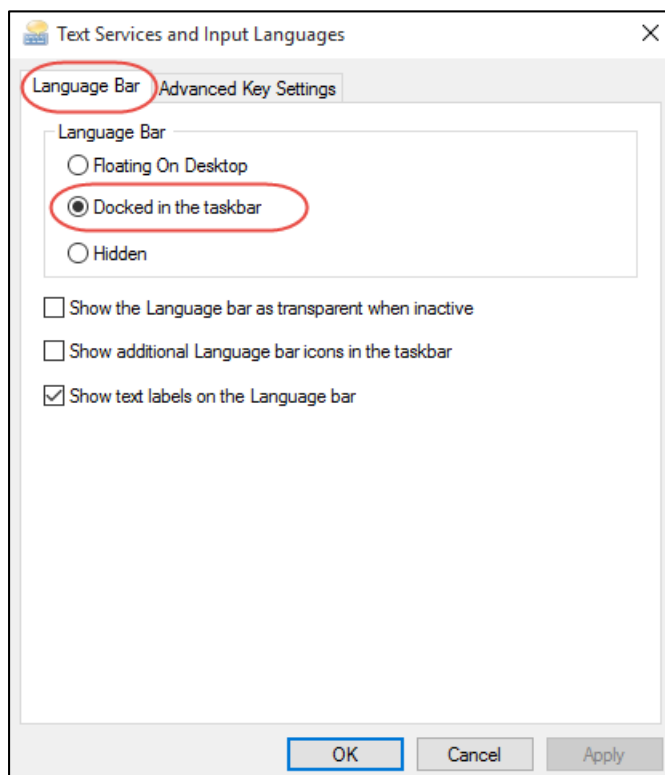 Text Services and Input Languages
Language Bar Advanced Key Settings
Language Bar
Floating On Desktop
Docked in the taskbar
Hidden
Show the Language bar as transparent when inactive
Show additional Language bar icons in the taskbar
Show text labels on the Language bar
OK Cancel Apply